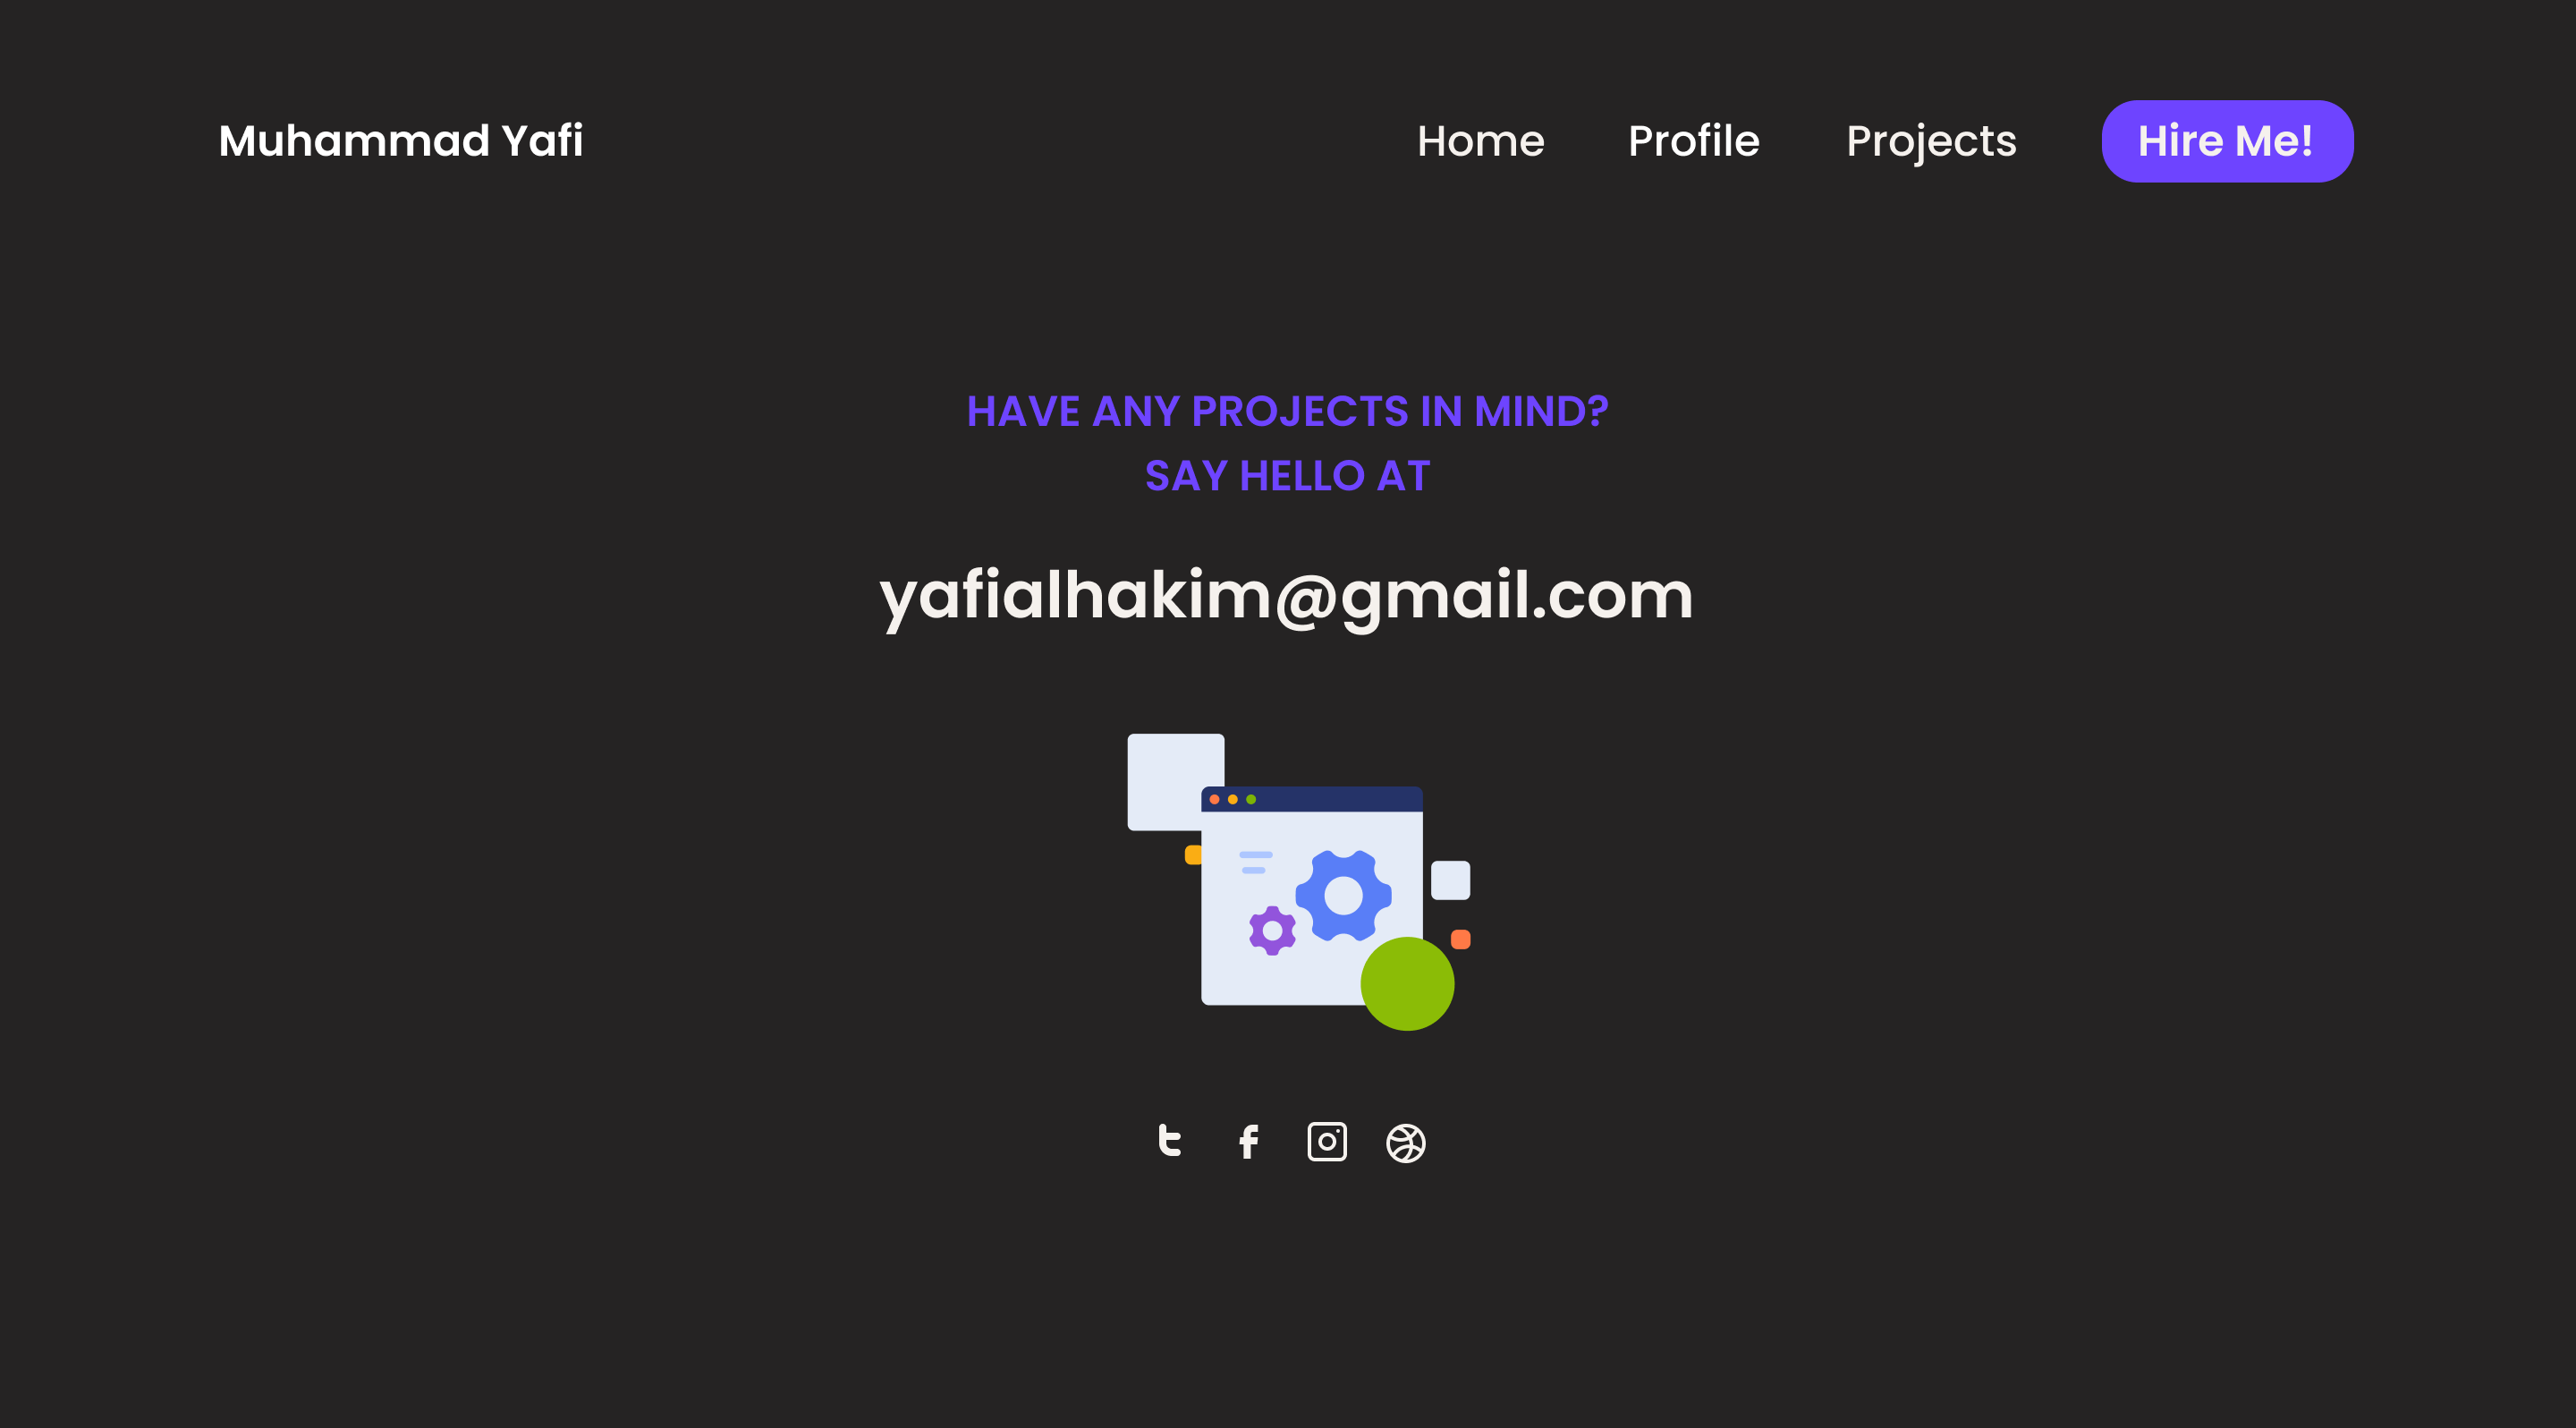 Muhammad Yafi
Home Profile Projects Hire Me!
HAVE ANY PROJECTS IN MIND?
SAY HELLO AT
yafialhakim@gmail.com